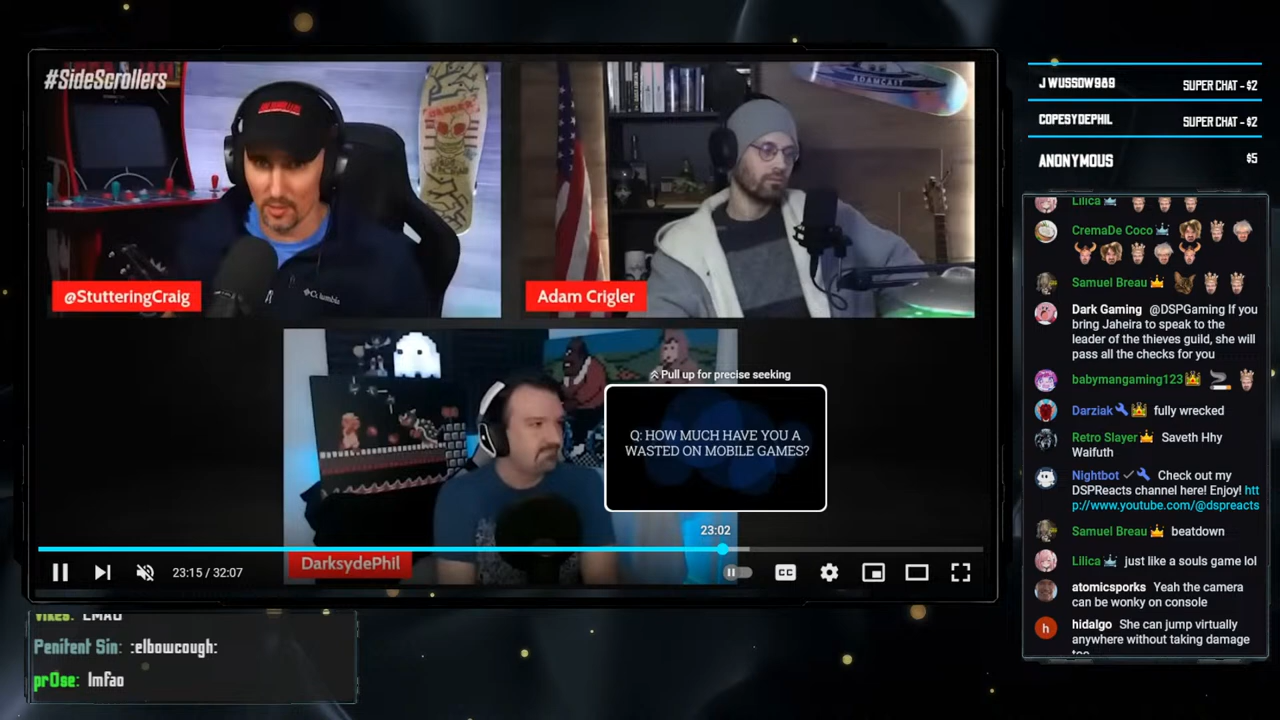 #SideScrollers
ADAMCAST
@StutteringCraig
Adam Crigler
Pull up for precise seeking
Q: HOW MUCH HAVE YOU A
WASTED ON MOBILE GAMES?
23:02
DarksydePhil
23:15 / 32:07
CC
Penitent Sin: :elbowcough:
pr0se: lmfao
J WUSSOW989 SUPER CHAT - $2
COPESYDEPHIL SUPER CHAT - $2
ANONYMOUS $5
Lilica
CremaDe Coco
Samuel Breau
Dark Gaming @DSPGaming If you
bring Jaheira to speak to the
leader of the thieves guild, she will
pass all the checks for you
babymangaming123
Darziak fully wrecked
Retro Slayer Saveth Hhy
Waifuth
Nightbot Check out my
DSPReacts channel here! Enjoy! htt
p://www.youtube.com/@dspreacts
Samuel Breau beatdown
Lilica just like a souls game lol
atomicsporks Yeah the camera
can be wonky on console
h
hidalgo She can jump virtually
anywhere without taking damage